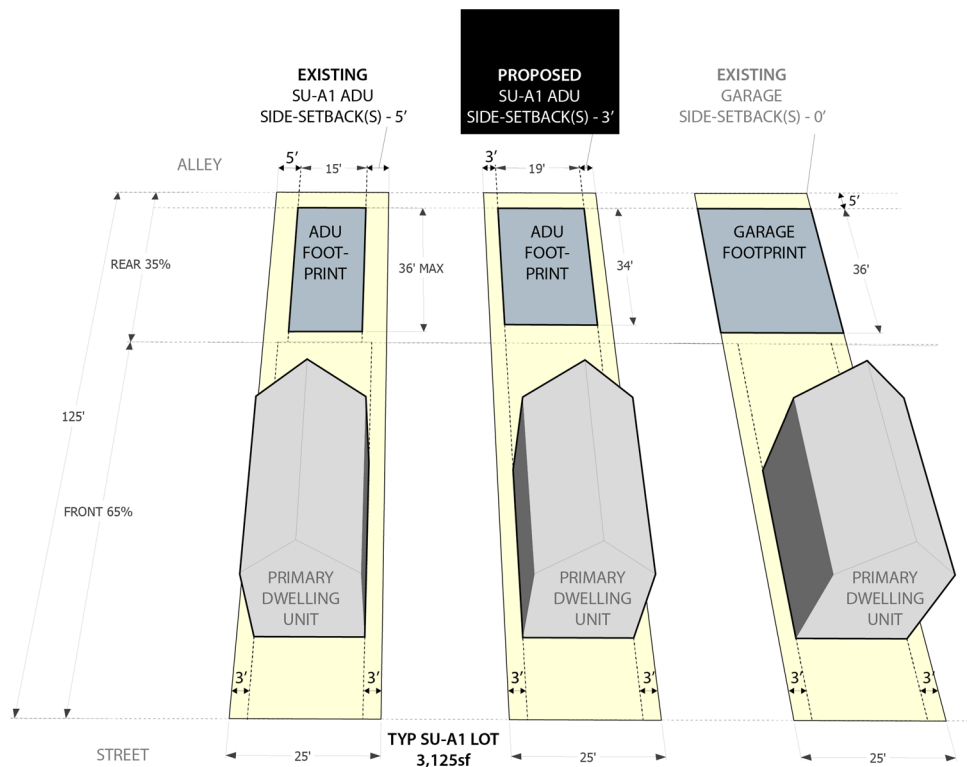 EXISTING
SU-A1 ADU
SIDE-SETBACK(S) - 5'
PROPOSED
SU-A1 ADU
SIDE-SETBACK(S) - 3'
EXISTING
GARAGE
SIDE-SETBACK(S) - 0'
ALLEY
5'
15'
3'
19'
5'
ADU
FOOT-
PRINT
36' MAX
ADU
FOOT-
PRINT
34'
GARAGE
FOOTPRINT
36'
REAR 35%
125'
FRONT 65%
PRIMARY
DWELLING
UNIT
PRIMARY
DWELLING
UNIT
PRIMARY
DWELLING
UNIT
3'
3'
3'
3'
3'
3'
STREET
25'
TYP SU-A1 LOT
3,125sf
25'
25'